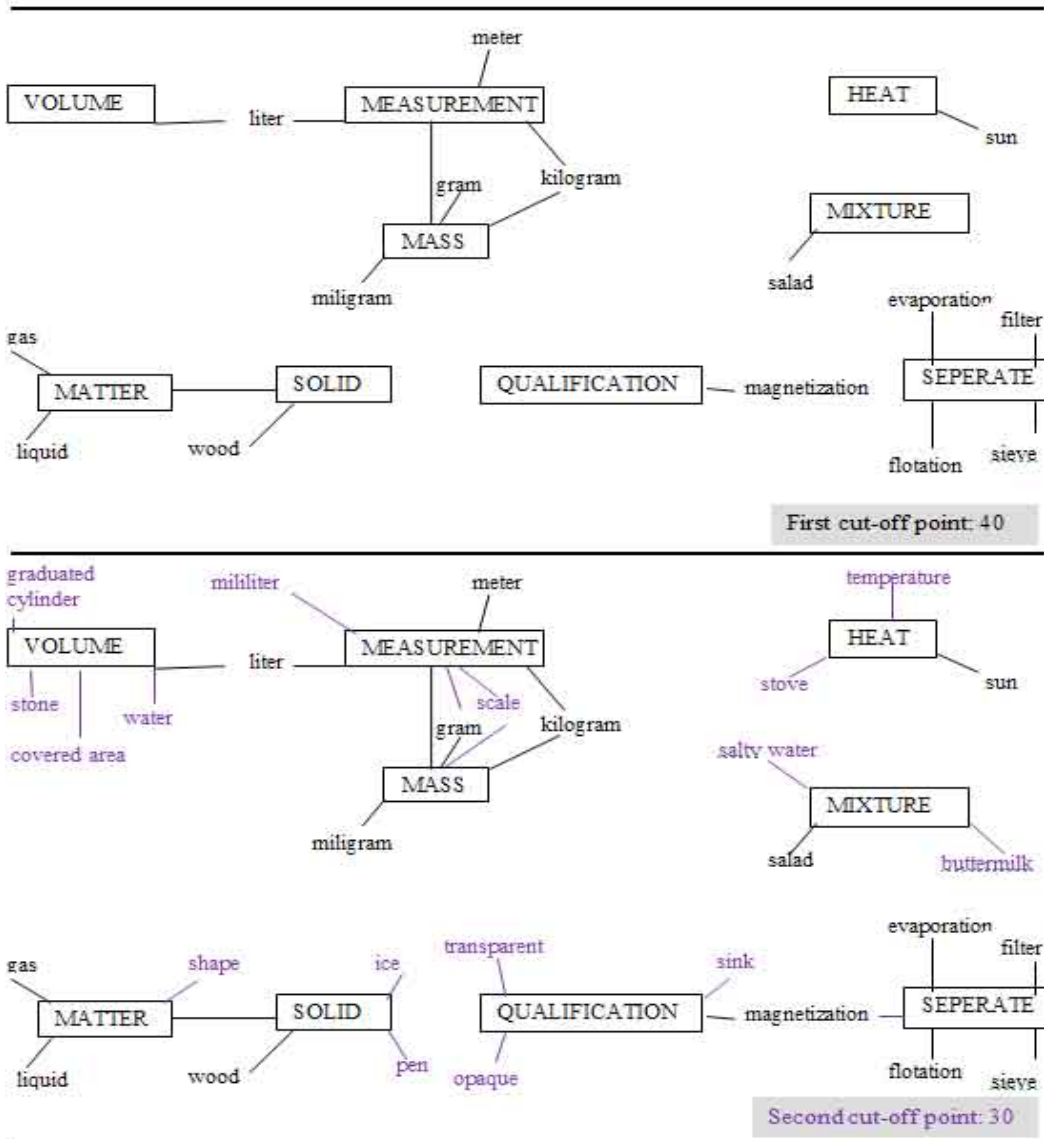 meter
VOLUME
MEASUREMENT
HEAT
liter
sun
gram
kilogram
MIXTURE
MASS
salad
miligram
evaporation
filter
gas
MATTER
SOLID
QUALIFICATION
magnetization
SEPERATE
liquid
wood
flotation
sieve
First cut-off point: 40
graduated
cylinder
mililiter
meter
temperature
VOLUME
MEASUREMENT
HEAT
liter
stove
sun
stone
water
scale
gram
kilogram
covered area
salty water
MASS
MIXTURE
miligram
salad
buttermilk
evaporation
transparent
filter
gas
shape
ice
sink
MATTER
SOLID
QUALIFICATION
magnetization
SEPERATE
liquid
wood
pen
opaque
flotation
sieve
Second cut-off point: 30